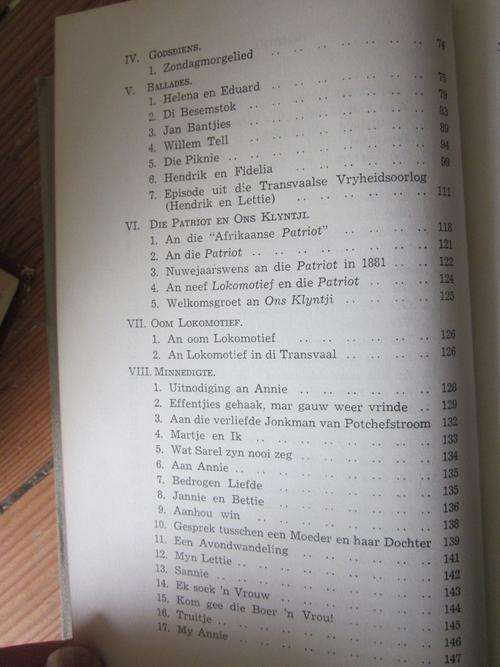 IV. GODSDIENS.
1. Zondagmorgelied .. .. .. .. .. .. 74
V. BALLADES.
1. Helena en Eduard .. .. .. .. .. .. 75
2. Di Besemstok .. .. .. .. .. .. 79
3. Jan Bantjies .. .. .. .. .. .. 83
4. Willem Tell .. .. .. .. .. .. 89
5. Die Piknie .. .. .. .. .. .. 94
6. Hendrik en Fidelia .. .. .. .. .. 99
7. Episode uit die Transvaalse Vryheidsoorlog
(Hendrik en Lettie) .. .. .. .. .. 111
VI. DIE PATRIOT EN ONS KLYNTJI.
1. An die "Afrikaanse Patriot" .. .. .. 118
2. An die Patriot .. .. .. .. .. .. 121
3. Nuwejaarswens an die Patriot in 1881 .. .. 122
4. An neef Lokomotief en die Patriot .. .. 124
5. Welkomsgroet an Ons Klyntji .. .. .. 125
VII. OOM LOKOMOTIEF.
1. An oom Lokomotief .. .. .. .. 126
2. An Lokomotief in di Transvaal .. .. .. 126
VIII. MINNEDIGTE.
1. Uitnodiging an Annie .. .. .. .. 128
2. Effentjies gehaak, mar gauw weer vrinde .. 129
3. Aan die verliefde Jonkman van Potchefstroom 132
4. Martje en Ik .. .. .. .. .. .. 133
5. Wat Sarel zyn nooi zeg .. .. .. .. 134
6. Aan Annie .. .. .. .. .. .. 135
7. Bedrogen Liefde .. .. .. .. .. 135
8. Jannie en Bettie .. .. .. .. .. 136
9. Aanhou win .. .. .. .. .. 138
10. Gesprek tusschen een Moeder en haar Dochter 139
11. Een Avondwandeling .. .. .. .. 141
12. Myn Lettie .. .. .. .. .. .. 142
13. Sannie .. .. .. .. .. .. 143
14. Ek soek 'n Vrouw .. .. .. .. .. 144
15. Kom gee die Boer 'n Vrou! .. .. .. 145
16. Truitje .. .. .. .. .. .. 146
17. My Annie .. .. .. .. .. .. 147